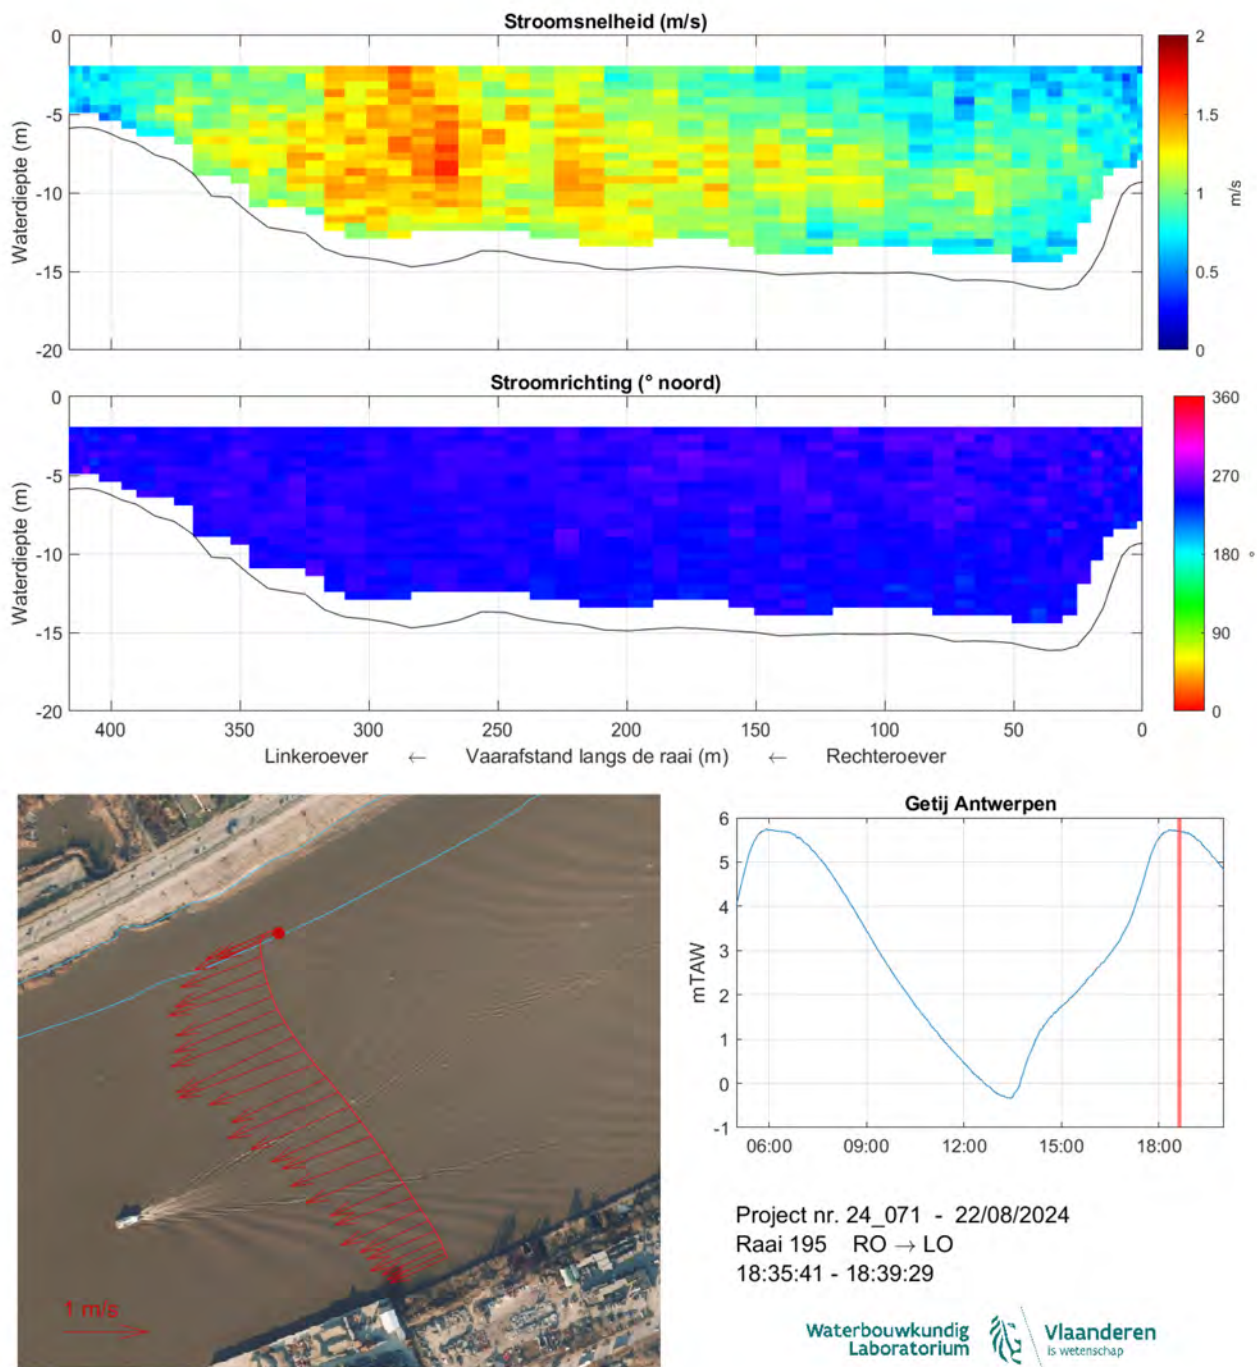 Stroomsnelheid (m/s)
0
-5
-10
-15
-20
Waterdiepte (m)
2
1.5
1
0.5
0
m/s
Stroomrichting (° noord)
0
-5
-10
-15
-20
Waterdiepte (m)
360
270
180
90
0
°
400 350 300 250 200 150 100 50 0
Linkeroever ← Vaarafstand langs de raai (m) ← Rechteroever
1 m/s
Getij Antwerpen
6
5
4
3
2
1
0
-1
mTAW
06:00 09:00 12:00 15:00 18:00
Project nr. 24_071 - 22/08/2024
Raai 195 RO → LO
18:35:41 - 18:39:29
Waterbouwkundig
Laboratorium
Vlaanderen
is wetenschap